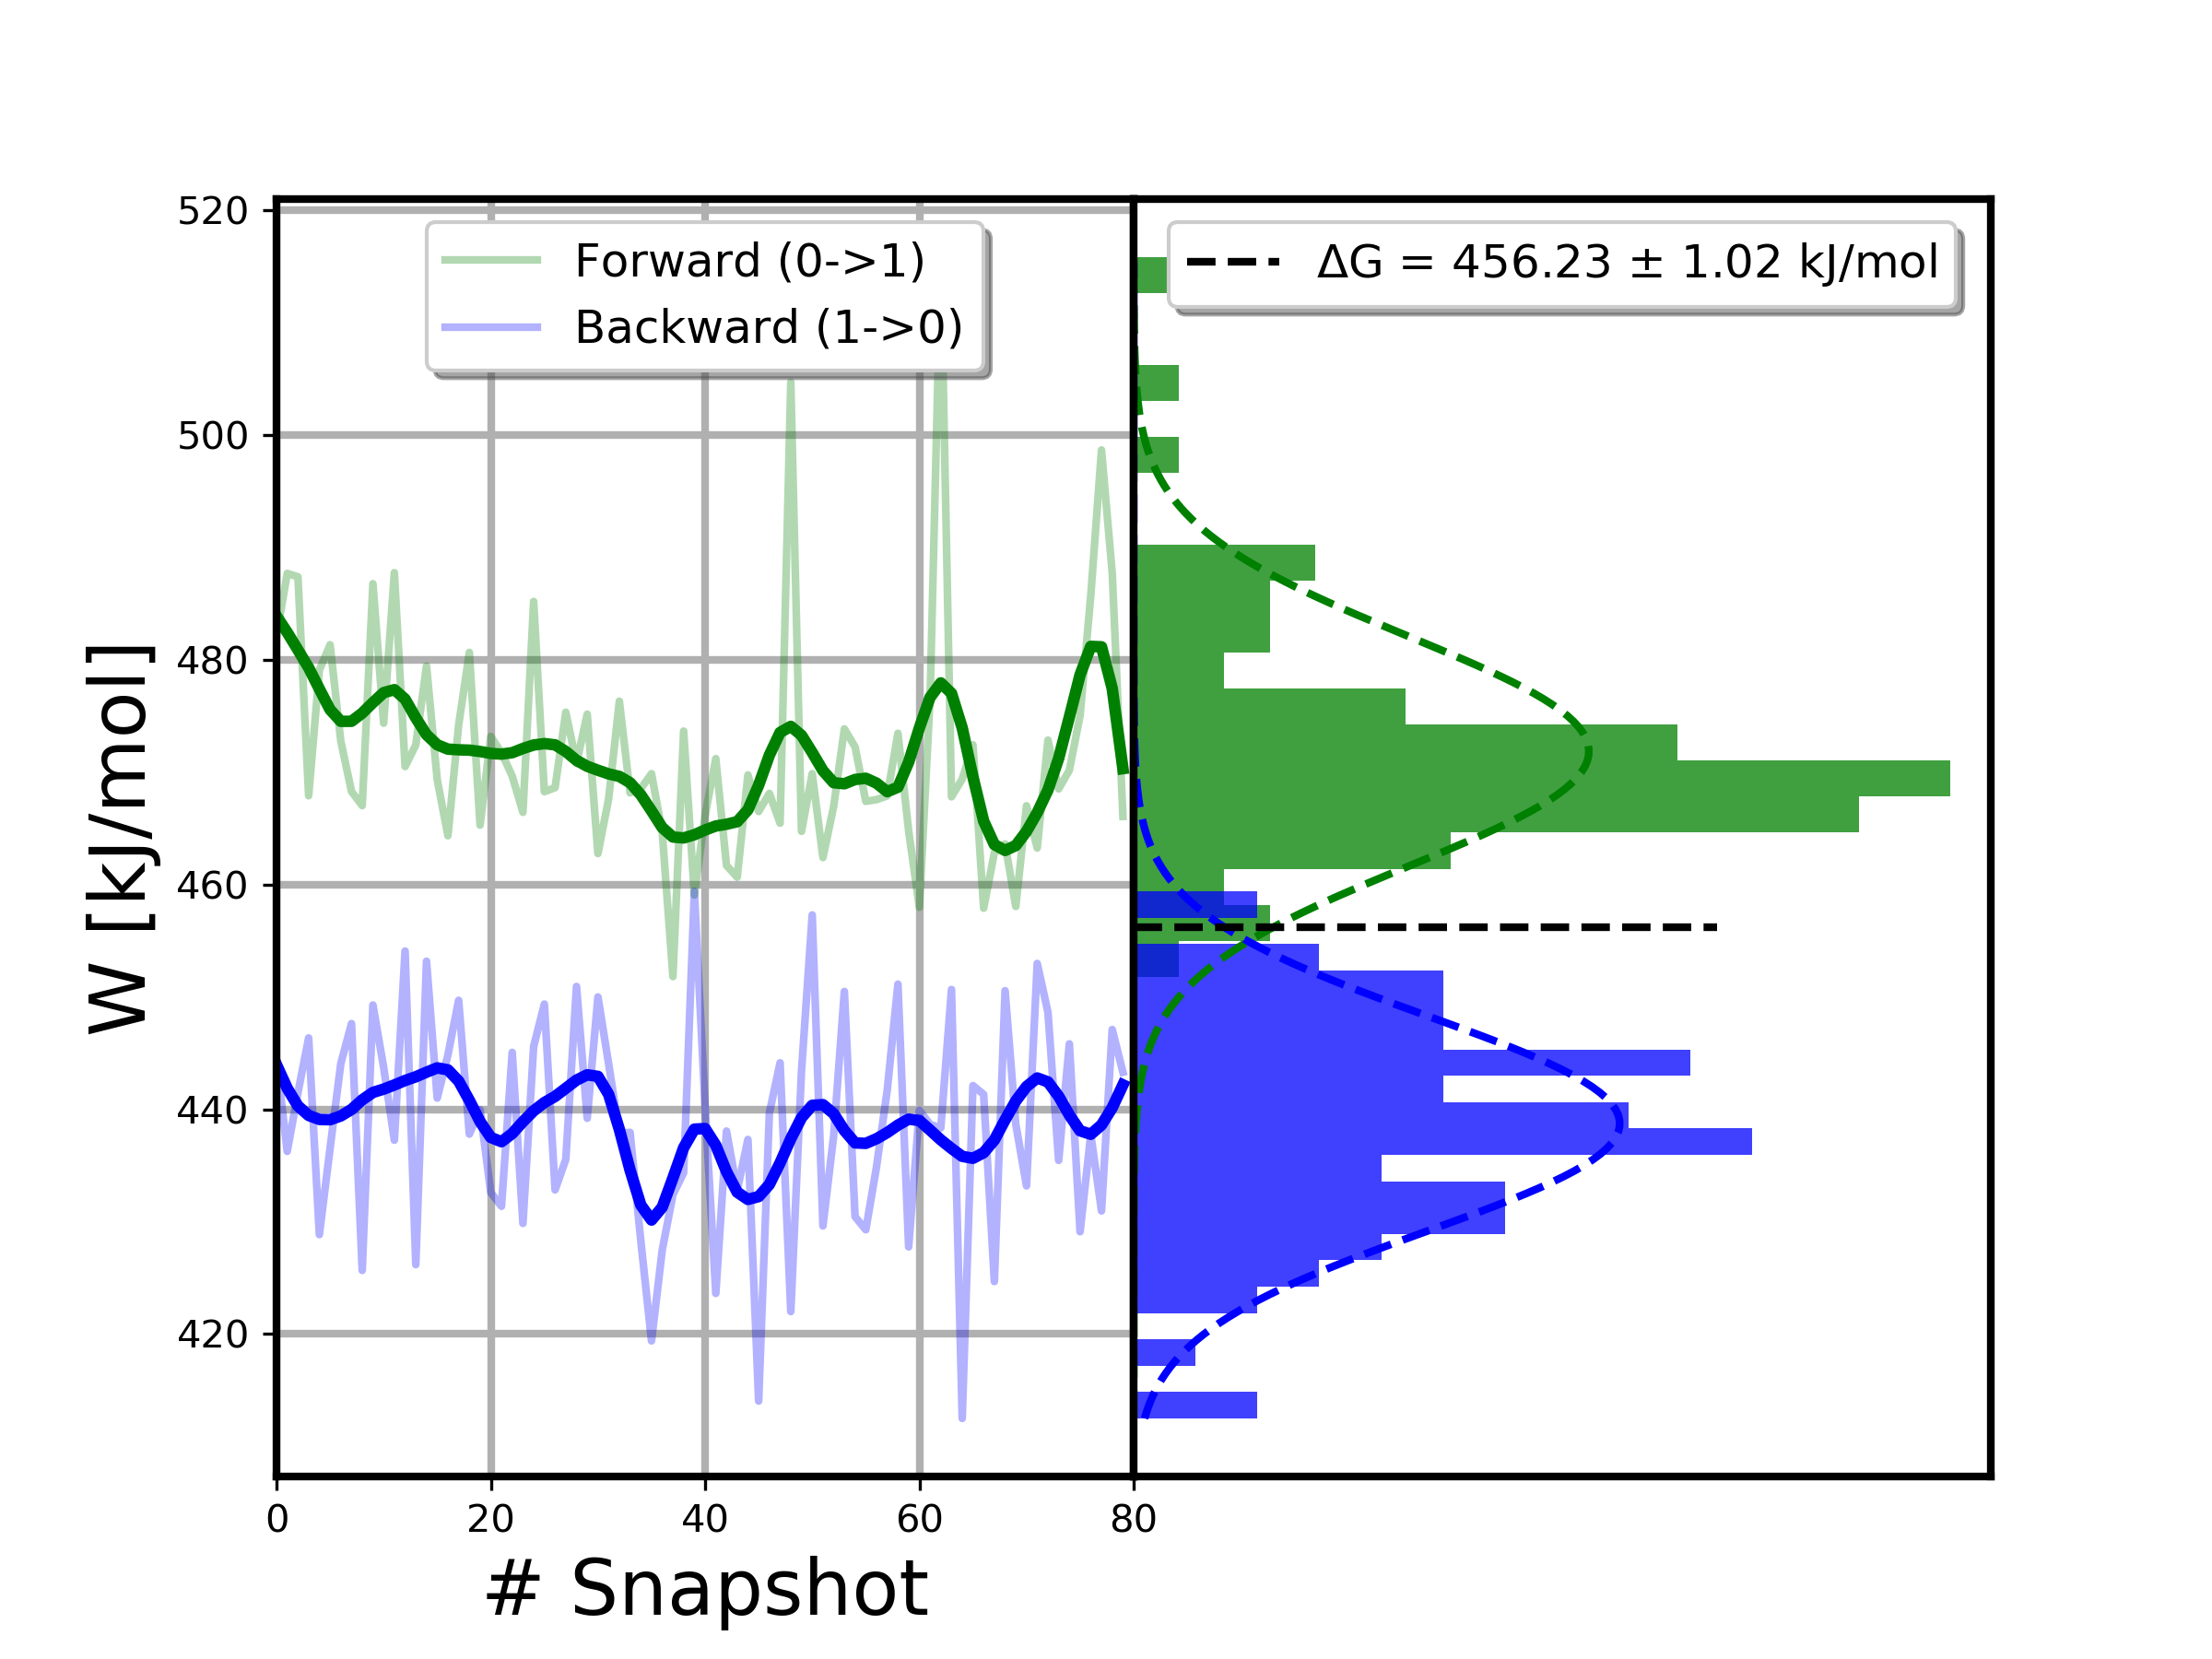 520
500
480
460
440
420
W [kJ/mol]
Forward (0->1)
Backward (1->0)
ΔG = 456.23 ± 1.02 kJ/mol
0 20 40 60 80
# Snapshot